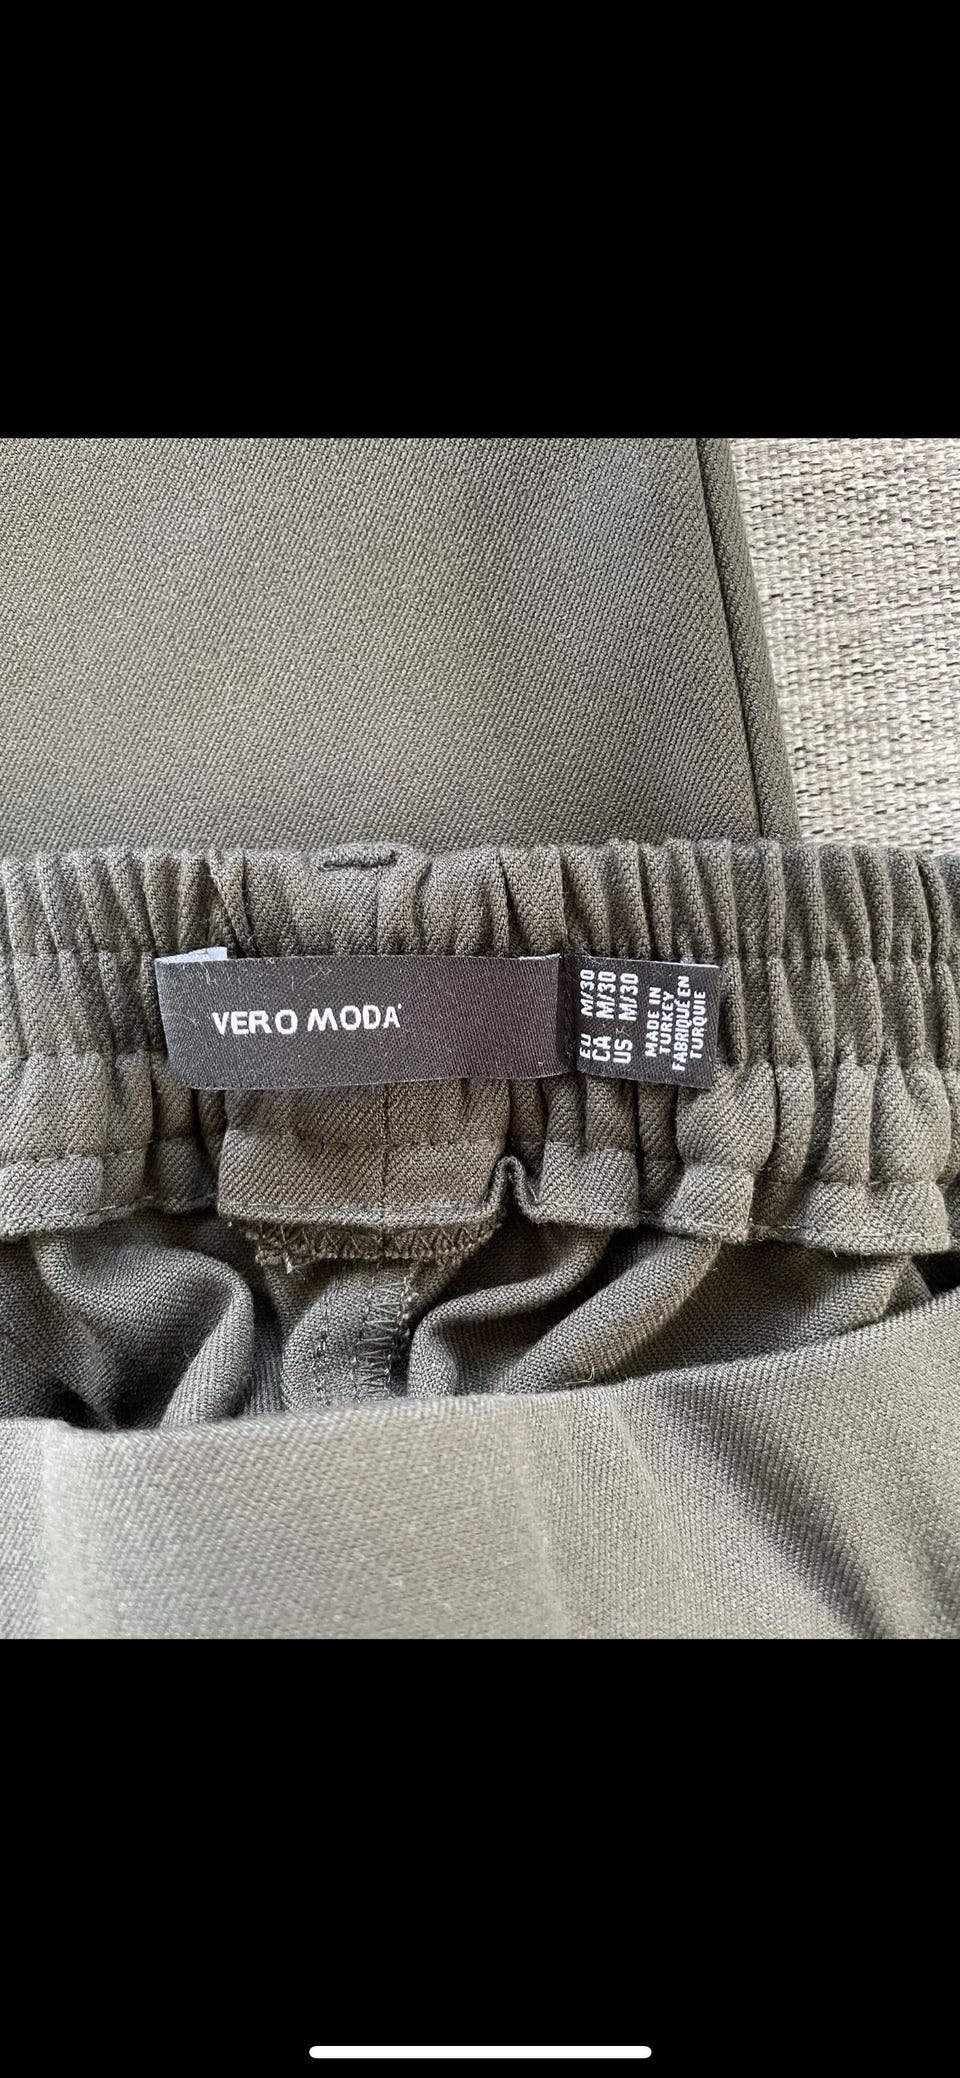 VERO MODA
EU M/30
CA M/30
US M/30
MADE IN
TURKEY
FABRIQUÉ EN
TURQUIE